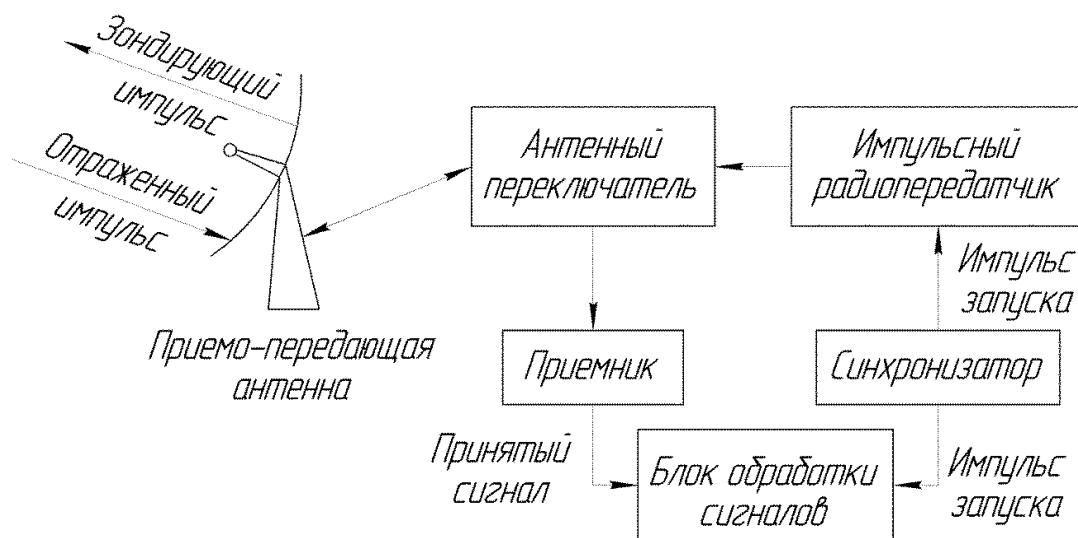 Зондирующий
импульс
Отраженный
импульс
Приемо-передающая
антенна
Антенный
переключатель
Импульсный
радиопередатчик
Импульс
запуска
Приемник
Синхронизатор
Принятый
сигнал
Блок обработки
сигналов
Импульс
запуска